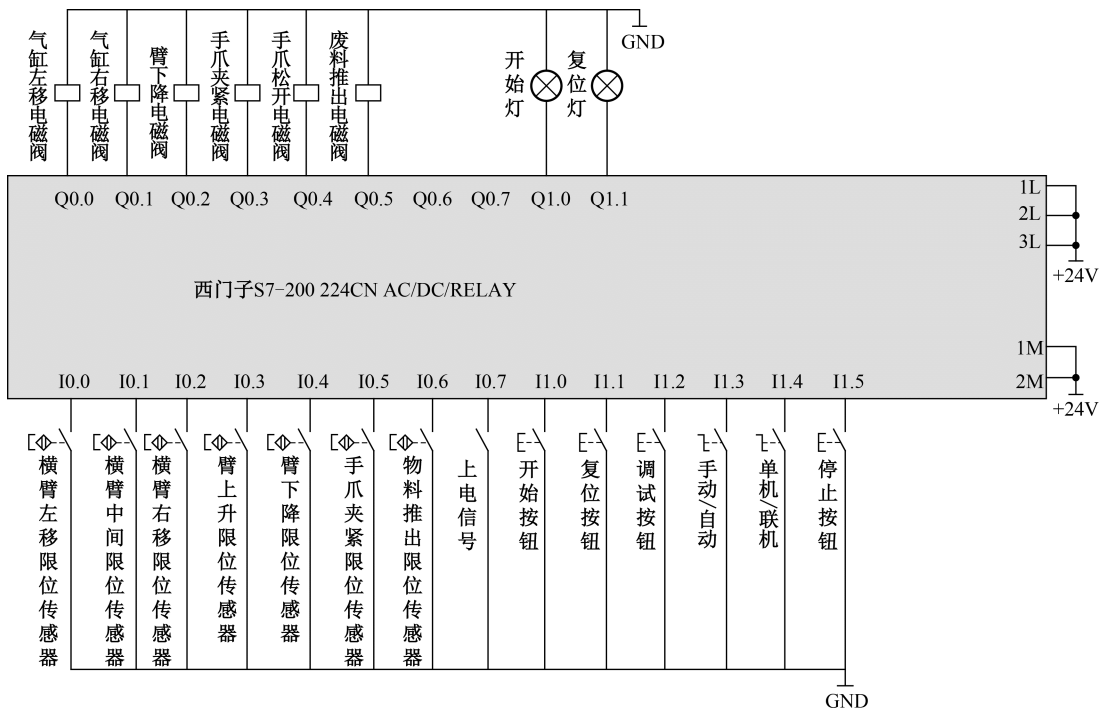 气缸左移电磁阀
气缸右移电磁阀
臂下降电磁阀
手爪夹紧电磁阀
手爪松开电磁阀
废料推出电磁阀
开始灯
复位灯
GND
Q0.0 Q0.1 Q0.2 Q0.3 Q0.4 Q0.5 Q0.6 Q0.7 Q1.0 Q1.1
1L
2L
3L
+24V
西门子S7-200 224CN AC/DC/RELAY
1M
2M
+24V
I0.0 I0.1 I0.2 I0.3 I0.4 I0.5 I0.6 I0.7 I1.0 I1.1 I1.2 I1.3 I1.4 I1.5
横臂左移限位传感器
横臂中间限位传感器
横臂右移限位传感器
臂上升限位传感器
臂下降限位传感器
手爪夹紧限位传感器
物料推出限位传感器
上电信号
开始按钮
复位按钮
调试按钮
手动/自动
单机/联机
停止按钮
GND